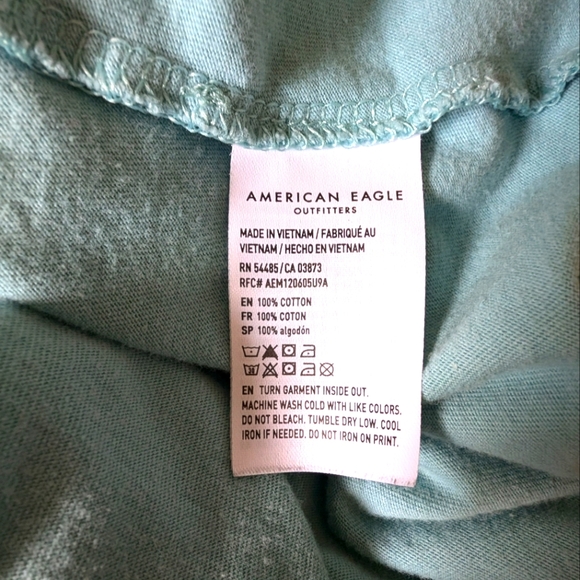 AMERICAN EAGLE
OUTFITTERS
MADE IN VIETNAM / FABRIQUÉ AU
VIETNAM / HECHO EN VIETNAM
RN 54485/CA 03873
RFC# AEM120605U9A
EN 100% COTTON
FR 100% COTON
SP 100% algodón
EN TURN GARMENT INSIDE OUT.
MACHINE WASH COLD WITH LIKE COLORS.
DO NOT BLEACH. TUMBLE DRY LOW. COOL
IRON IF NEEDED. DO NOT IRON ON PRINT.